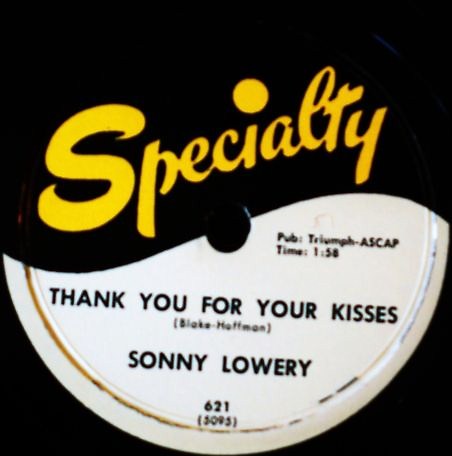 Specialty
Pub: Triumph-ASCAP
Time: 1:58
THANK YOU FOR YOUR KISSES
(Blake-Hoffman)
SONNY LOWERY
621
(5095)